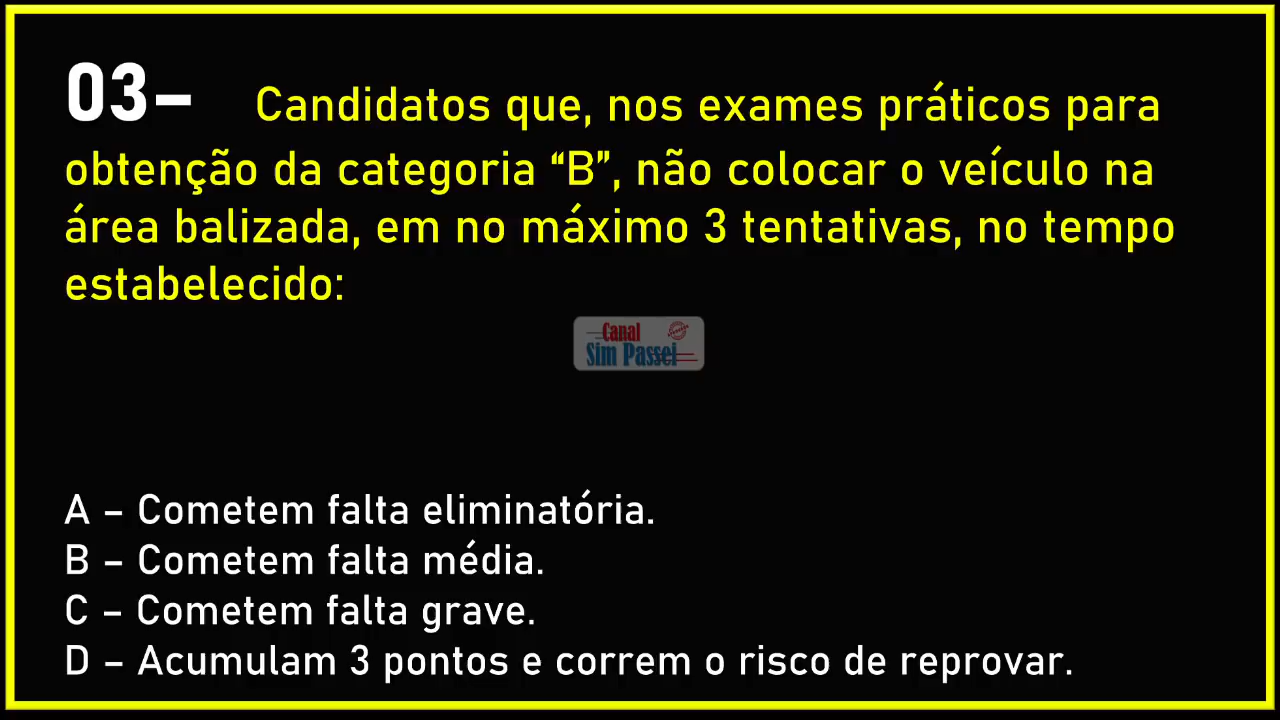 03– Candidatos que, nos exames práticos para
obtenção da categoria “B”, não colocar o veículo na
área balizada, em no máximo 3 tentativas, no tempo
estabelecido:
Canal
Sim Passei
A – Cometem falta eliminatória.
B – Cometem falta média.
C – Cometem falta grave.
D – Acumulam 3 pontos e correm o risco de reprovar.